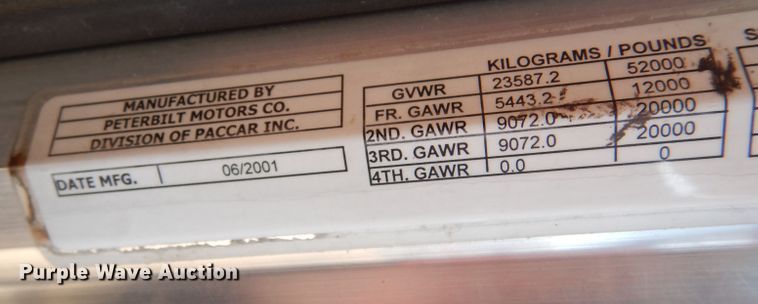 MANUFACTURED BY
PETERBILT MOTORS CO.
DIVISION OF PACCAR INC.
DATE MFG. 06/2001
KILOGRAMS / POUNDS
GVWR 23587.2 52000
FR. GAWR 5443.2 12000
2ND. GAWR 9072.0 20000
3RD. GAWR 9072.0 20000
4TH. GAWR 0.0 0
S
Purple Wave Auction